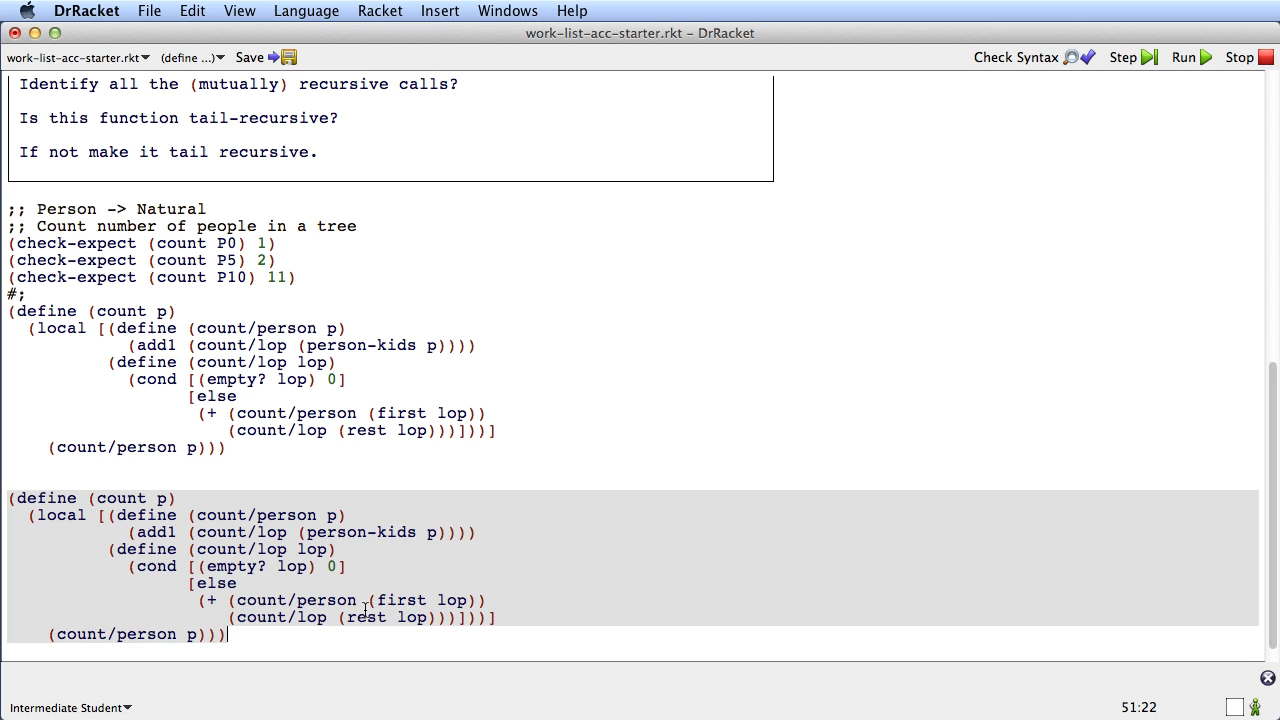 DrRacket File Edit View Language Racket Insert Windows Help
work-list-acc-starter.rkt – DrRacket
work-list-acc-starter.rkt (define ...) Save Check Syntax Step Run Stop
Identify all the (mutually) recursive calls?
Is this function tail-recursive?
If not make it tail recursive.
;; Person -> Natural
;; Count number of people in a tree
(check-expect (count P0) 1)
(check-expect (count P5) 2)
(check-expect (count P10) 11)
#;
(define (count p)
  (local [(define (count/person p)
            (add1 (count/lop (person-kids p))))
          (define (count/lop lop)
            (cond [(empty? lop) 0]
                  [else
                   (+ (count/person (first lop))
                      (count/lop (rest lop)))]))]
    (count/person p)))
(define (count p)
  (local [(define (count/person p)
            (add1 (count/lop (person-kids p))))
          (define (count/lop lop)
            (cond [(empty? lop) 0]
                  [else
                   (+ (count/person (first lop))
                      (count/lop (rest lop)))]))]
    (count/person p)))
Intermediate Student 51:22